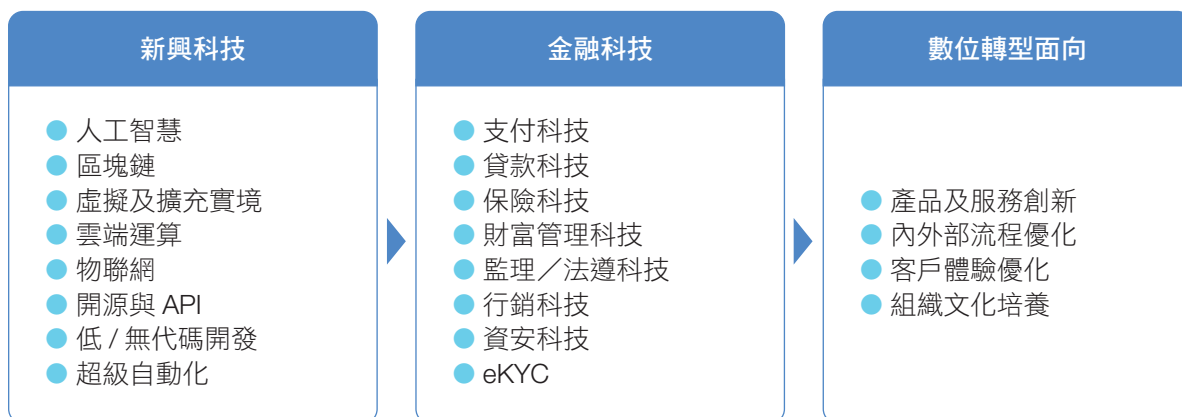 新興科技
人工智慧
區塊鏈
虛擬及擴充實境
雲端運算
物聯網
開源與 API
低 / 無代碼開發
超級自動化
金融科技
支付科技
貸款科技
保險科技
財富管理科技
監理／法遵科技
行銷科技
資安科技
eKYC
數位轉型面向
產品及服務創新
內外部流程優化
客戶體驗優化
組織文化培養